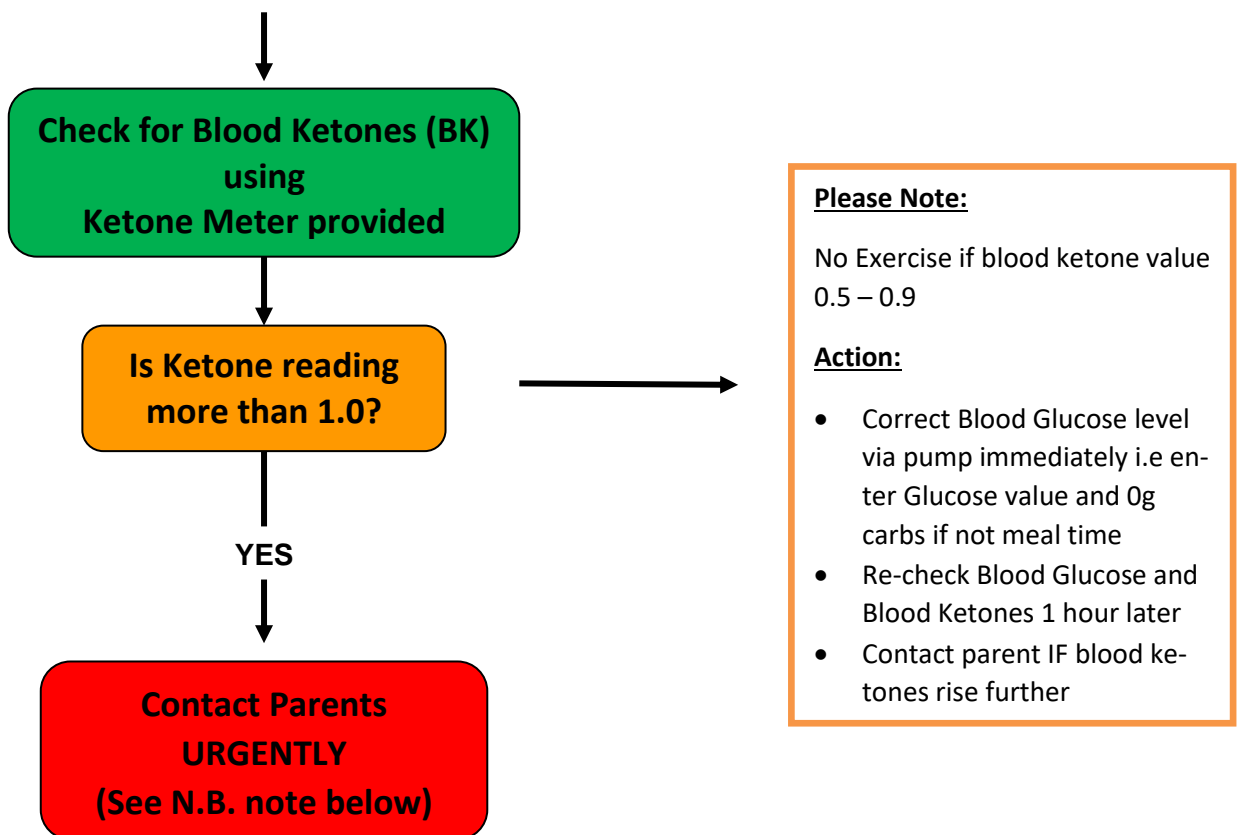 Check for Blood Ketones (BK)
using
Ketone Meter provided
Is Ketone reading
more than 1.0?
YES
Contact Parents
URGENTLY
(See N.B. note below)
Please Note:
No Exercise if blood ketone value
0.5 – 0.9
Action:
• Correct Blood Glucose level
via pump immediately i.e en-
ter Glucose value and 0g
carbs if not meal time
• Re-check Blood Glucose and
Blood Ketones 1 hour later
• Contact parent IF blood ke-
tones rise further